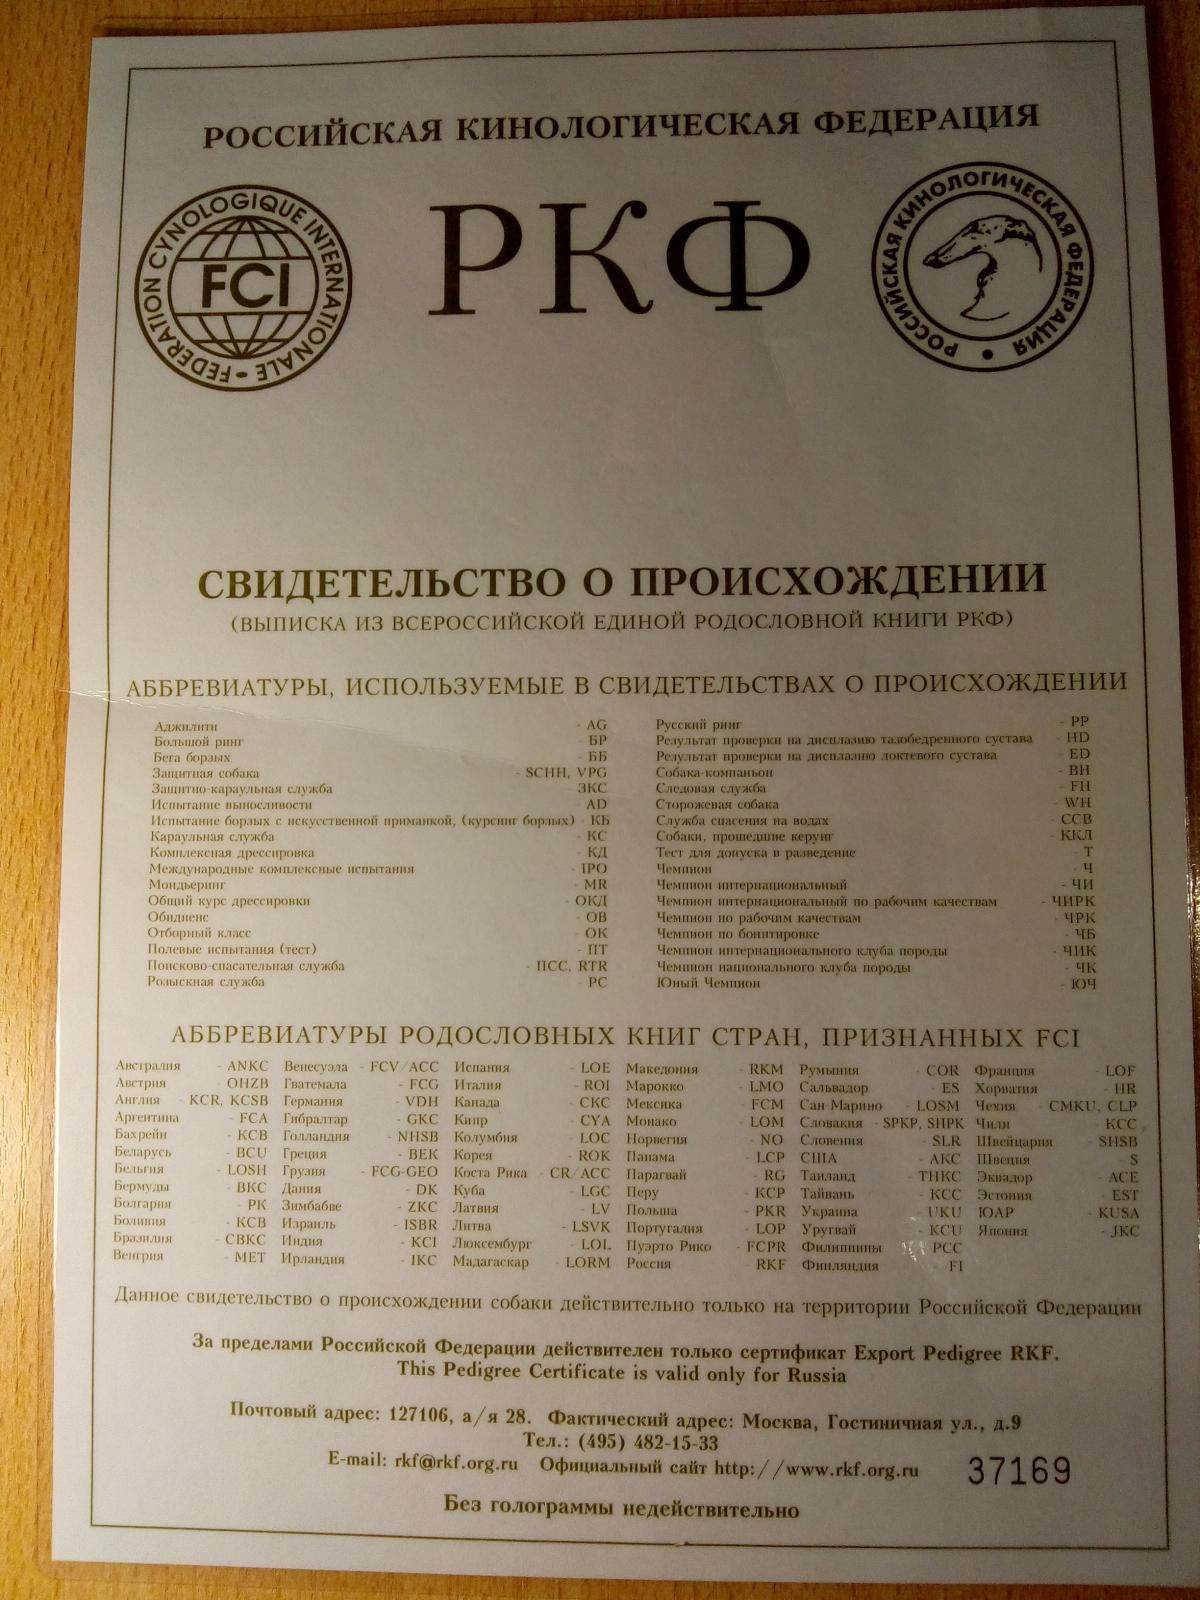 РОССИЙСКАЯ КИНОЛОГИЧЕСКАЯ ФЕДЕРАЦИЯ
FEDERATION CYNOLOGIQUE INTERNATIONALE
FCI
РКФ
РОССИЙСКАЯ КИНОЛОГИЧЕСКАЯ ФЕДЕРАЦИЯ
СВИДЕТЕЛЬСТВО О ПРОИСХОЖДЕНИИ
(ВЫПИСКА ИЗ ВСЕРОССИЙСКОЙ ЕДИНОЙ РОДОСЛОВНОЙ КНИГИ РКФ)
АББРЕВИАТУРЫ, ИСПОЛЬЗУЕМЫЕ В СВИДЕТЕЛЬСТВАХ О ПРОИСХОЖДЕНИИ
Аджилити - AG
Большой ринг - БР
Бега борзых - ББ
Защитная собака - SCHH, VPG
Защитно-караульная служба - ЗКС
Испытание выносливости - AD
Испытание борзых с искусственной приманкой, (курсинг борзых) - КБ
Караульная служба - КС
Комплексная дрессировка - КД
Международные комплексные испытания - IPO
Мондьоринг - MR
Общий курс дрессировки - ОКД
Обидиенс - OB
Отборный класс - ОК
Полевые испытания (тест) - ПТ
Поисково-спасательная служба - ПСС, RTR
Розыскная служба - РС
Русский ринг - РР
Результат проверки на дисплазию тазобедренного сустава - HD
Результат проверки на дисплазию локтевого сустава - ED
Собака-компаньон - BH
Следовая служба - FH
Сторожевая собака - WH
Служба спасения на водах - ССВ
Собаки, прошедшие керунг - ККЛ
Тест для допуска в разведение - Т
Чемпион - Ч
Чемпион интернациональный - ЧИ
Чемпион интернациональный по рабочим качествам - ЧИРК
Чемпион по рабочим качествам - ЧРК
Чемпион по бонитировке - ЧБ
Чемпион интернационального клуба породы - ЧИК
Чемпион национального клуба породы - ЧК
Юный Чемпион - ЮЧ
АББРЕВИАТУРЫ РОДОСЛОВНЫХ КНИГ СТРАН, ПРИЗНАННЫХ FCI
Австралия - ANKC
Австрия - OHZB
Англия - KCR, KCSB
Аргентина - FCA
Бахрейн - KCB
Беларусь - BCU
Бельгия - LOSH
Бермуды - BKC
Болгария - РК
Боливия - KCB
Бразилия - CBKC
Венгрия - MET
Венесуэла - FCV/ACC
Гватемала - FCG
Германия - VDH
Гибралтар - GKC
Голландия - NHSB
Греция - BEK
Грузия - FCG-GEO
Дания - DK
Зимбабве - ZKC
Израиль - ISBR
Индия - KCI
Ирландия - IKC
Испания - LOE
Италия - ROI
Канада - CKC
Кипр - CYA
Колумбия - LOC
Корея - ROK
Коста Рика - CR/ACC
Куба - LGC
Латвия - LV
Литва - LSVK
Люксембург - LOL
Мадагаскар - LORM
Македония - RKM
Марокко - LMO
Мексика - FCM
Монако - LOM
Норвегия - NO
Панама - LCP
Парагвай - RG
Перу - KCP
Польша - PKR
Португалия - LOP
Пуэрто Рико - FCPR
Россия - RKF
Румыния - COR
Сальвадор - ES
Сан-Марино - LOSM
Словакия - SPKP, SHPK
Словения - SLR
США - AKC
Таиланд - THKC
Тайвань - KCC
Украина - UKU
Уругвай - KCU
Филиппины PCC
Финляндия - FI
Франция - LOF
Хорватия - HR
Чехия - CMKU, CLP
Чили - KCC
Швейцария - SHSB
Швеция - S
Эквадор - ACE
Эстония - EST
ЮАР - KUSA
Япония - JKC
Данное свидетельство о происхождении собаки действительно только на территории Российской Федерации
За пределами Российской Федерации действителен только сертификат Export Pedigree RKF.
This Pedigree Certificate is valid only for Russia
Почтовый адрес: 127106, а/я 28. Фактический адрес: Москва, Гостиничная ул., д.9
Тел.: (495) 482-15-33
E-mail: rkf@rkf.org.ru Официальный сайт http://www.rkf.org.ru
37169
Без голограммы недействительно